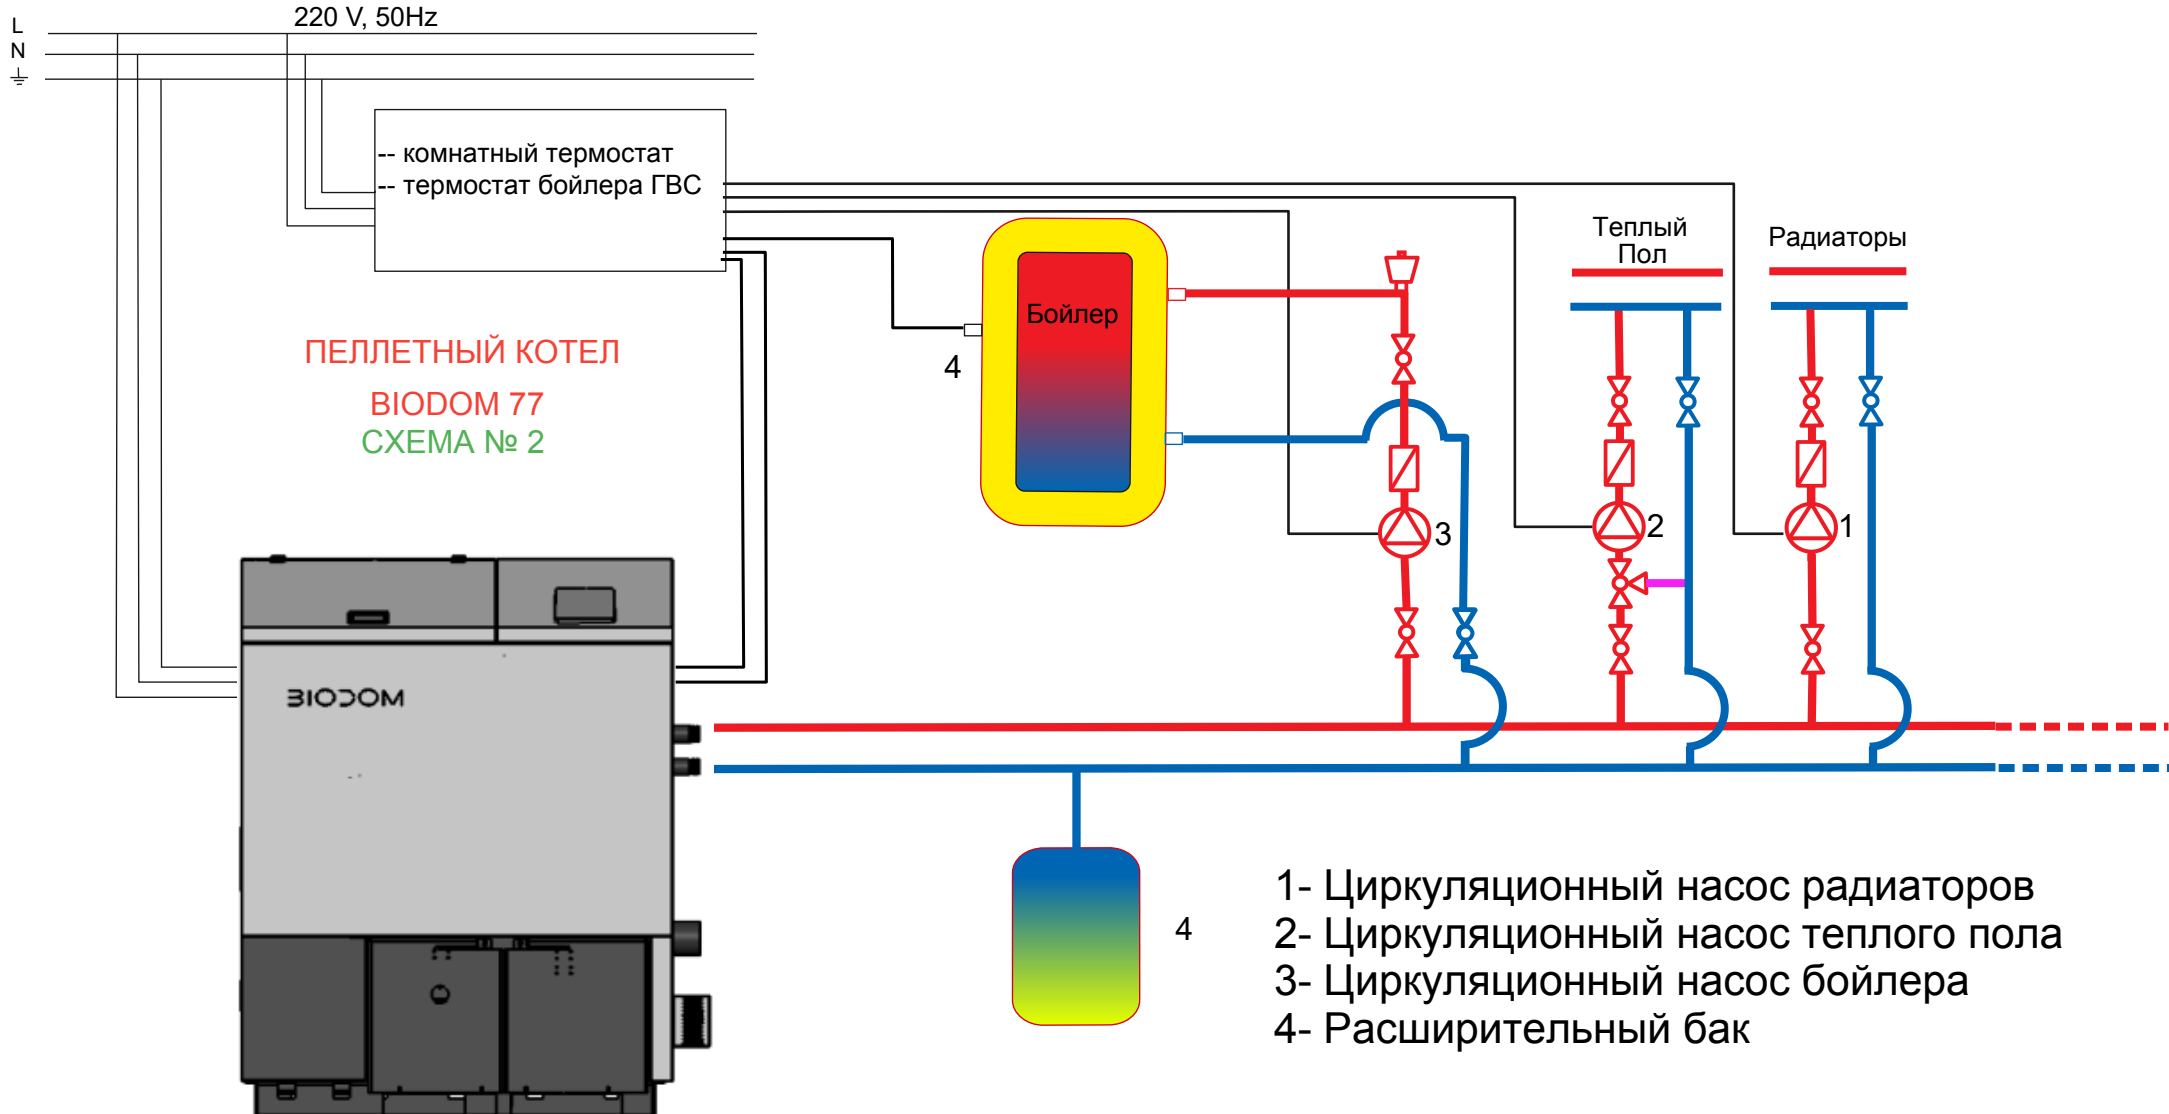 220 V, 50Hz
L
N
-- комнатный термостат
-- термостат бойлера ГВС
Теплый
Пол
Радиаторы
Бойлер
4
ПЕЛЛЕТНЫЙ КОТЕЛ
BIODOM 77
СХЕМА № 2
3
2
1
BIODOM
4
1- Циркуляционный насос радиаторов
2- Циркуляционный насос теплого пола
3- Циркуляционный насос бойлера
4- Расширительный бак